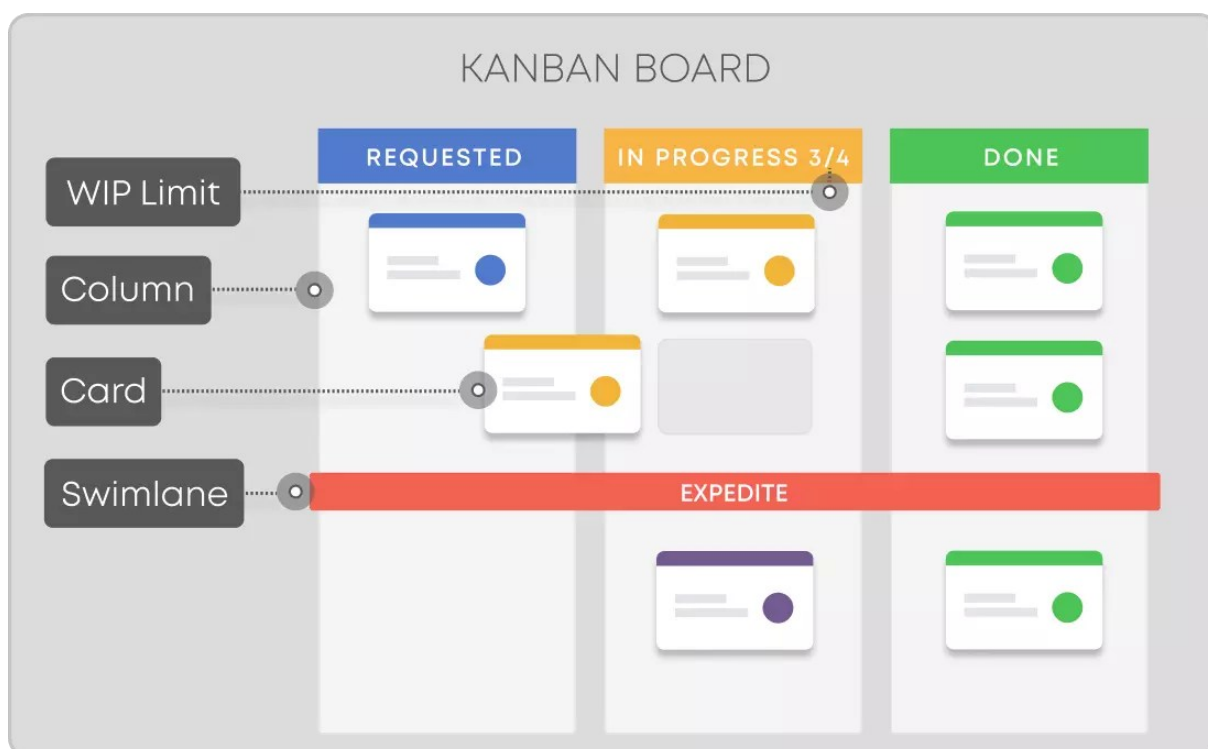 KANBAN BOARD
REQUESTED
IN PROGRESS 3/4
DONE
WIP Limit
Column
Card
Swimlane
EXPEDITE